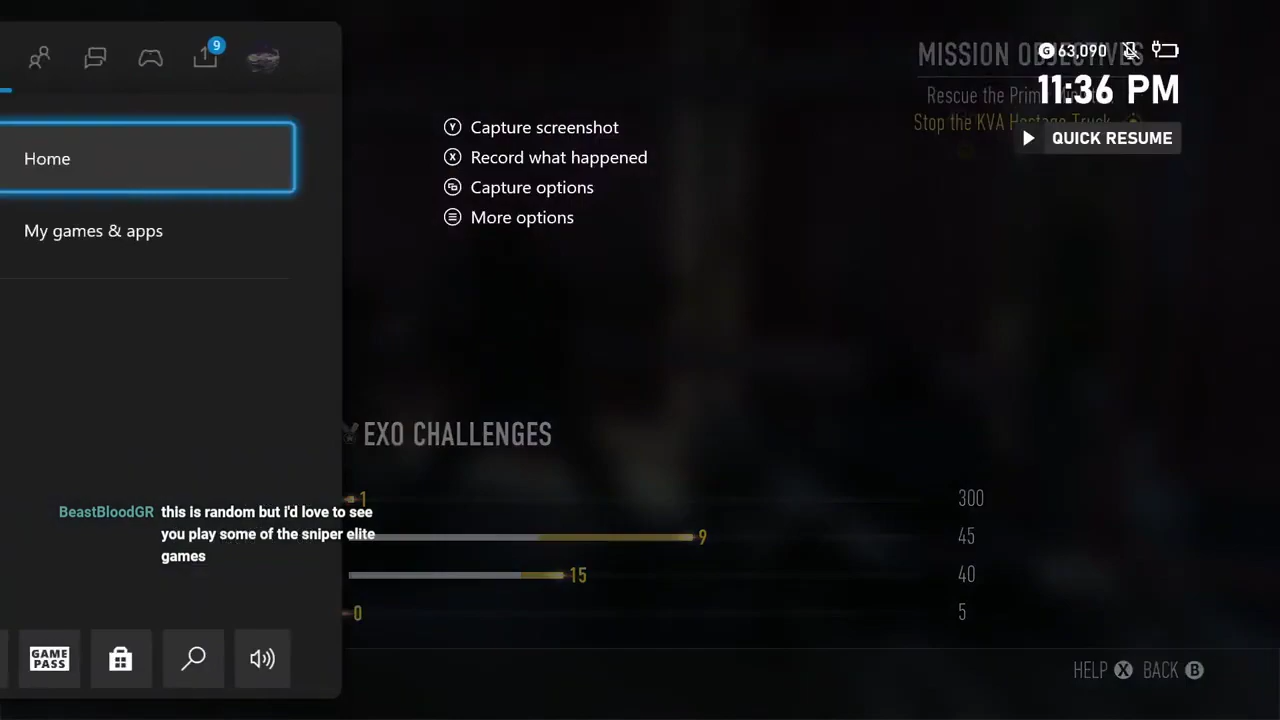 9
Home
My games & apps
Capture screenshot
Record what happened
Capture options
More options
MISSION OBJECTIVES
G 63,090
Rescue the Prime
11:36 PM
Stop the KVA Hostage Truck
QUICK RESUME
EXO CHALLENGES
1 300
9 45
15 40
0 5
BeastBloodGR this is random but i'd love to see
you play some of the sniper elite
games
GAME
PASS
HELP X BACK B